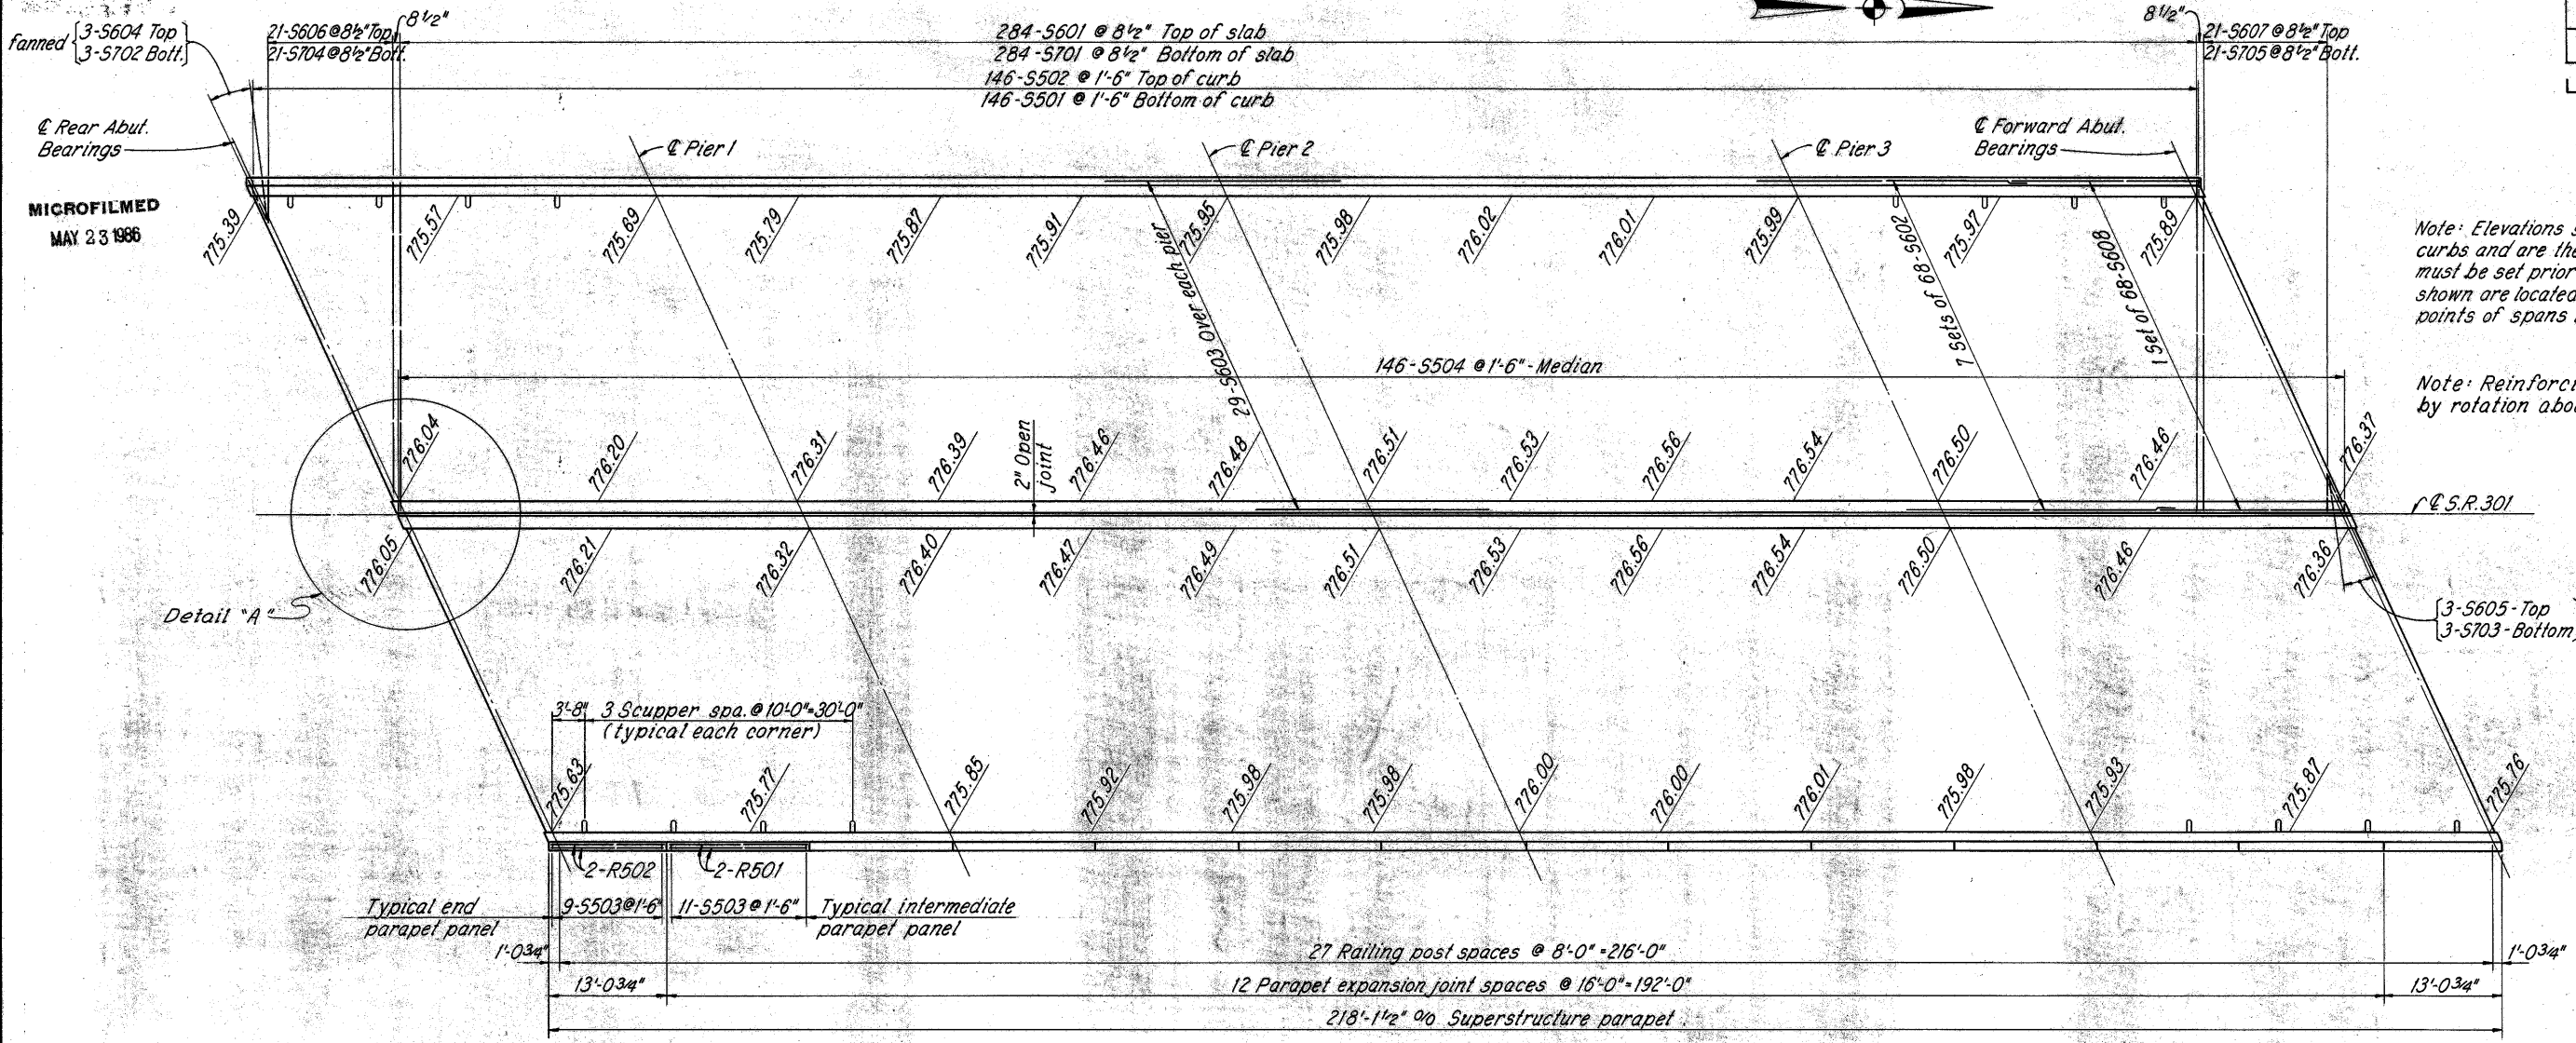 fanned
3-S604 Top
3-S702 Bott.
21-S606@8½"Top
21-S704@8½"Bott.
8½"
284-S601 @ 8½" Top of slab
284-S701 @ 8½" Bottom of slab
146-S502 @ 1'-6" Top of curb
146-S501 @ 1'-6" Bottom of curb
8½"
21-S607@8½"Top
21-S705@8½"Bott.
℄ Rear Abut.
Bearings
℄ Pier 1
℄ Pier 2
℄ Pier 3
℄ Forward Abut.
Bearings
MICROFILMED
MAY 23 1986
775.39
775.57
775.69
775.79
775.87
775.91
775.95
775.98
776.02
776.01
775.99
775.97
775.89
29-S603 Over each pier
7 Sets of 68-S602
1 Set of 68-S608
Note: Elevations
curbs and are the
must be set prior
shown are located
points of spans
Note: Reinforci
by rotation abo
146-S504 @ 1'-6"-Median
2" Open
joint
776.04
776.20
776.31
776.39
776.46
776.48
776.51
776.53
776.56
776.54
776.50
776.46
776.37
℄ S.R.301
776.05
776.21
776.32
776.40
776.47
776.49
776.51
776.53
776.56
776.54
776.50
776.46
776.36
Detail "A"
3-S605-Top
3-S703-Bottom
3'-8"
3 Scupper spa.@10'-0"=30'-0"
(typical each corner)
775.63
775.77
775.85
775.92
775.98
775.98
776.00
776.00
776.01
775.98
775.93
775.87
775.76
2-R502
2-R501
Typical end
parapet panel
9-S503@1'-6"
11-S503@1'-6"
Typical intermediate
parapet panel
1'-0¾"
27 Railing post spaces @ 8'-0" =216'-0"
1'-0¾"
13'-0¾"
12 Parapet expansion joint spaces @ 16'-0"=192'-0"
13'-0¾"
218'-1½" o/o Superstructure parapet